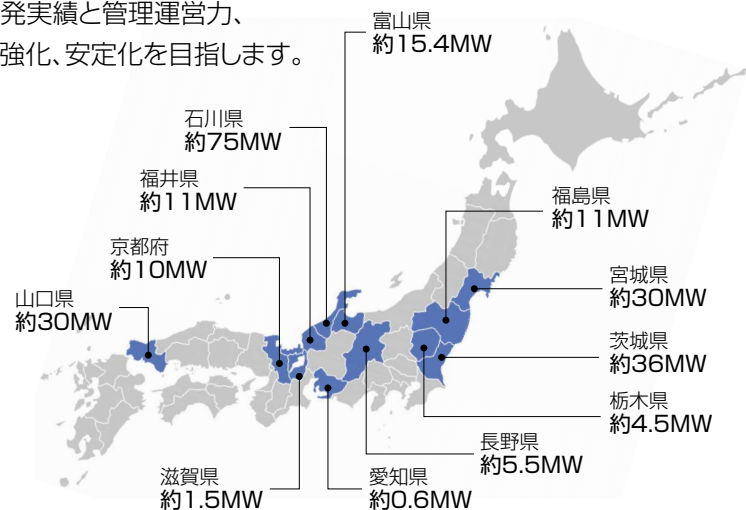 発実績と管理運営力、
強化、安定化を目指します。
富山県
約15.4MW
石川県
約75MW
福井県
約11MW
京都府
約10MW
山口県
約30MW
福島県
約11MW
宮城県
約30MW
茨城県
約36MW
栃木県
約4.5MW
長野県
約5.5MW
愛知県
約0.6MW
滋賀県
約1.5MW